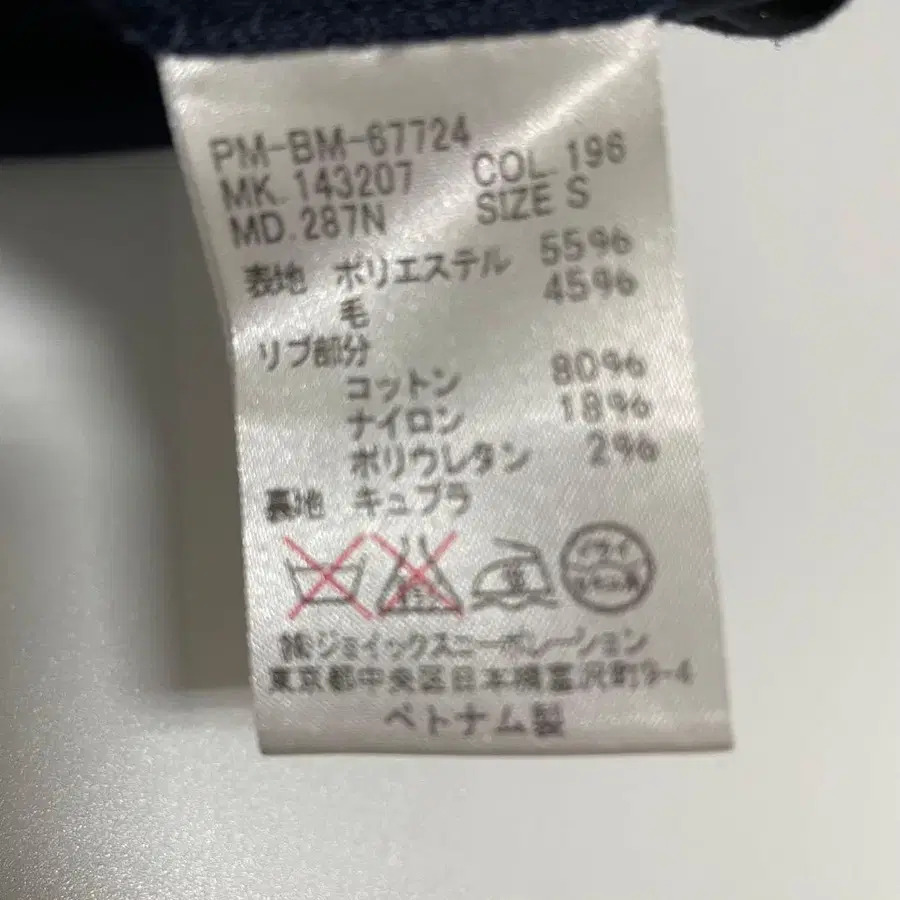 PM-BM-67724
MK.143207 COL.196
MD.287N SIZE S
表地 ポリエステル 55%
毛 45%
リブ部分
コットン 80%
ナイロン 18%
ポリウレタン 2%
裏地 キュプラ
ドライ
㈱ジェイックスコーポレーション
東京都中央区日本橋富沢町9-4
ベトナム製